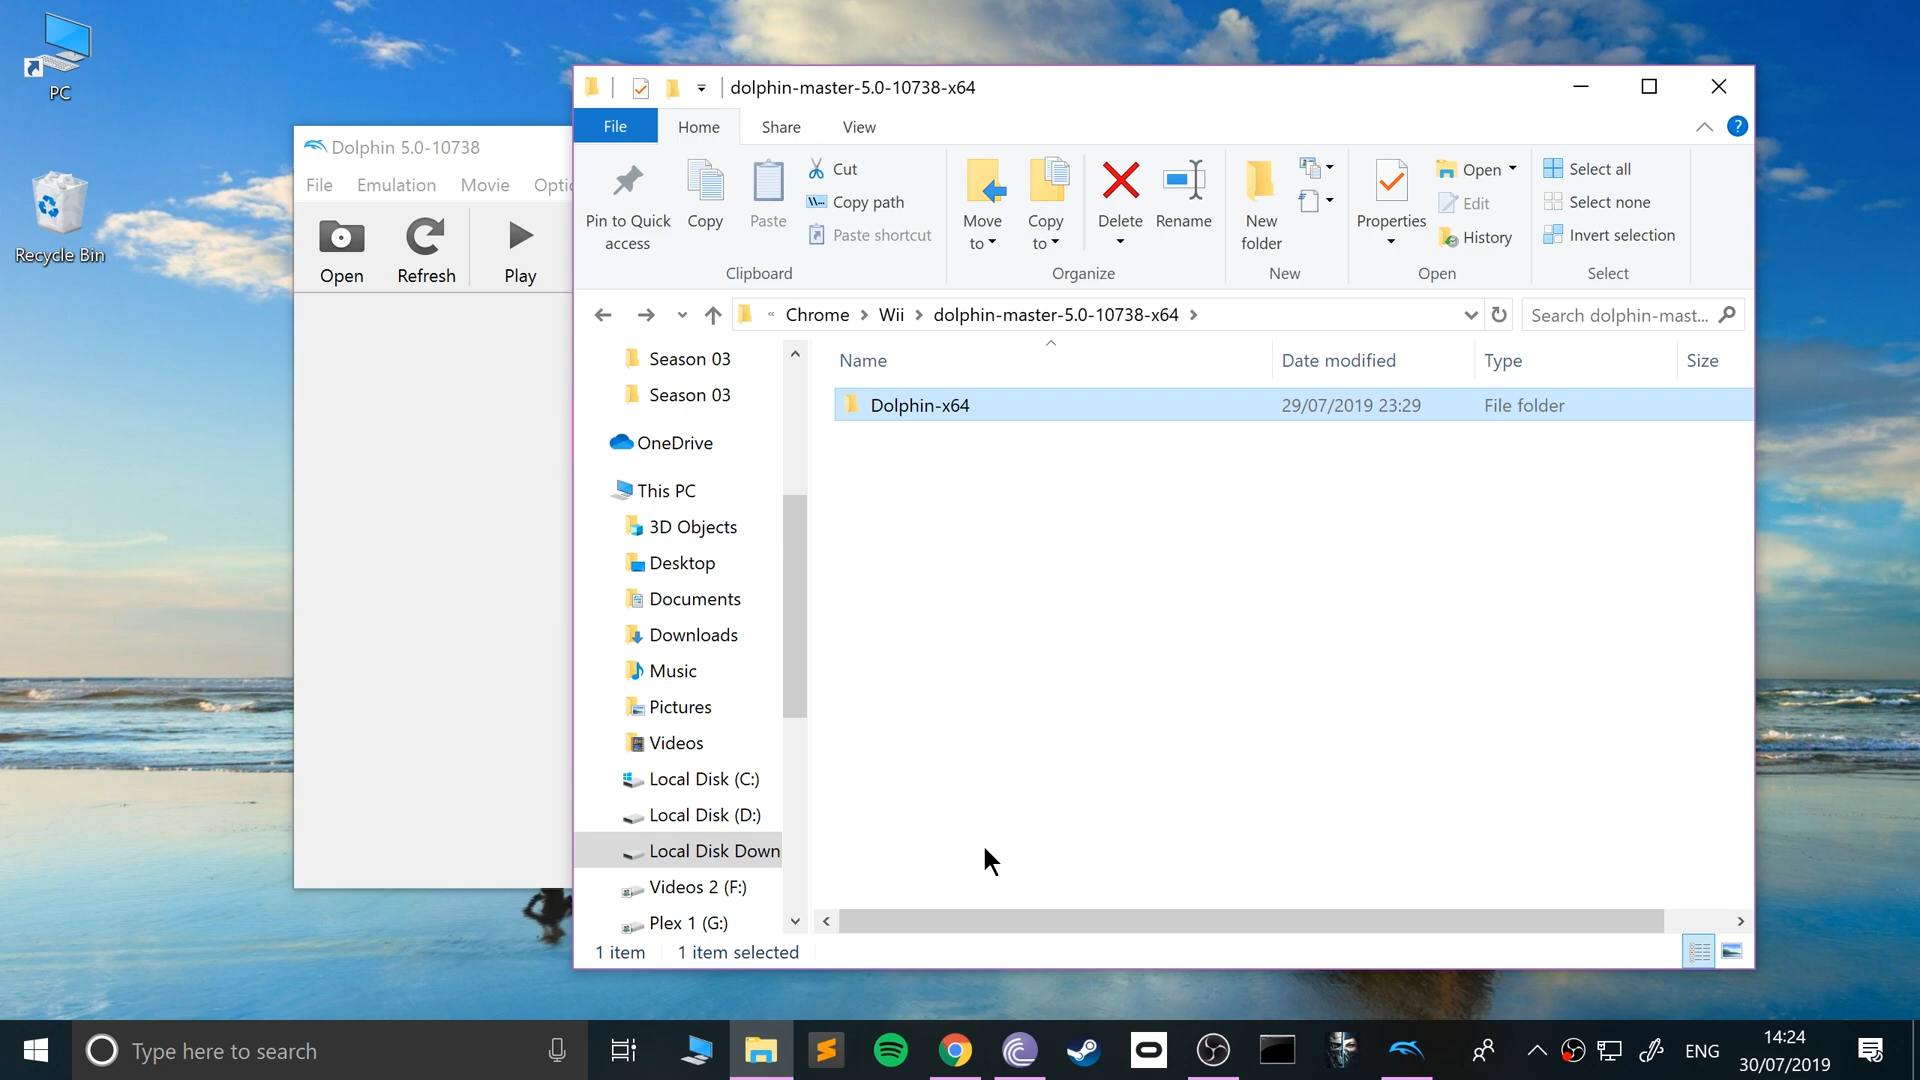 PC
Recycle Bin
Dolphin 5.0-10738
File Emulation Movie Optio
Open Refresh Play
dolphin-master-5.0-10738-x64
File Home Share View
?
Pin to Quick access
Copy
Paste
Cut
Copy path
Paste shortcut
Clipboard
Move to
Copy to
Delete
Rename
Organize
New folder
New
Properties
Open
Edit
History
Open
Select all
Select none
Invert selection
Select
« Chrome > Wii > dolphin-master-5.0-10738-x64 >
Search dolphin-mast...
Name Date modified Type Size
Dolphin-x64 29/07/2019 23:29 File folder
Season 03
Season 03
OneDrive
This PC
3D Objects
Desktop
Documents
Downloads
Music
Pictures
Videos
Local Disk (C:)
Local Disk (D:)
Local Disk Down
Videos 2 (F:)
Plex 1 (G:)
1 item 1 item selected
Type here to search
ENG
14:24
30/07/2019